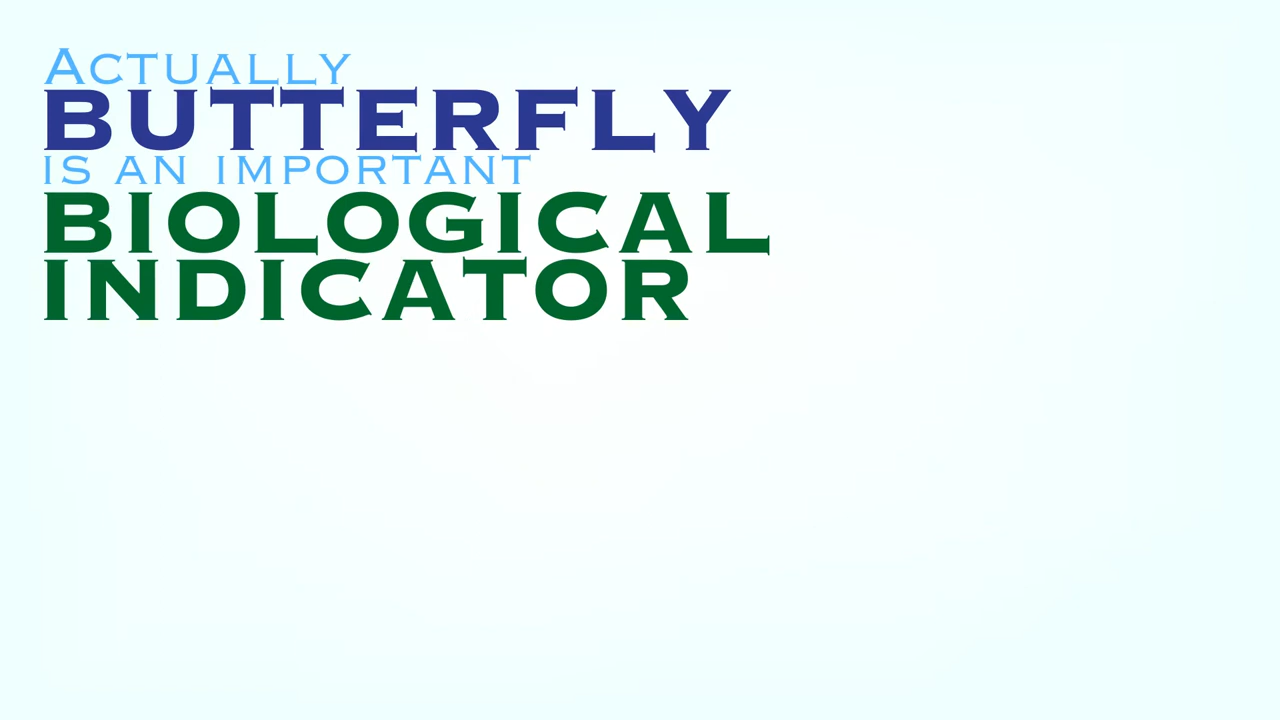 Actually
BUTTERFLY
IS AN IMPORTANT
BIOLOGICAL
INDICATOR